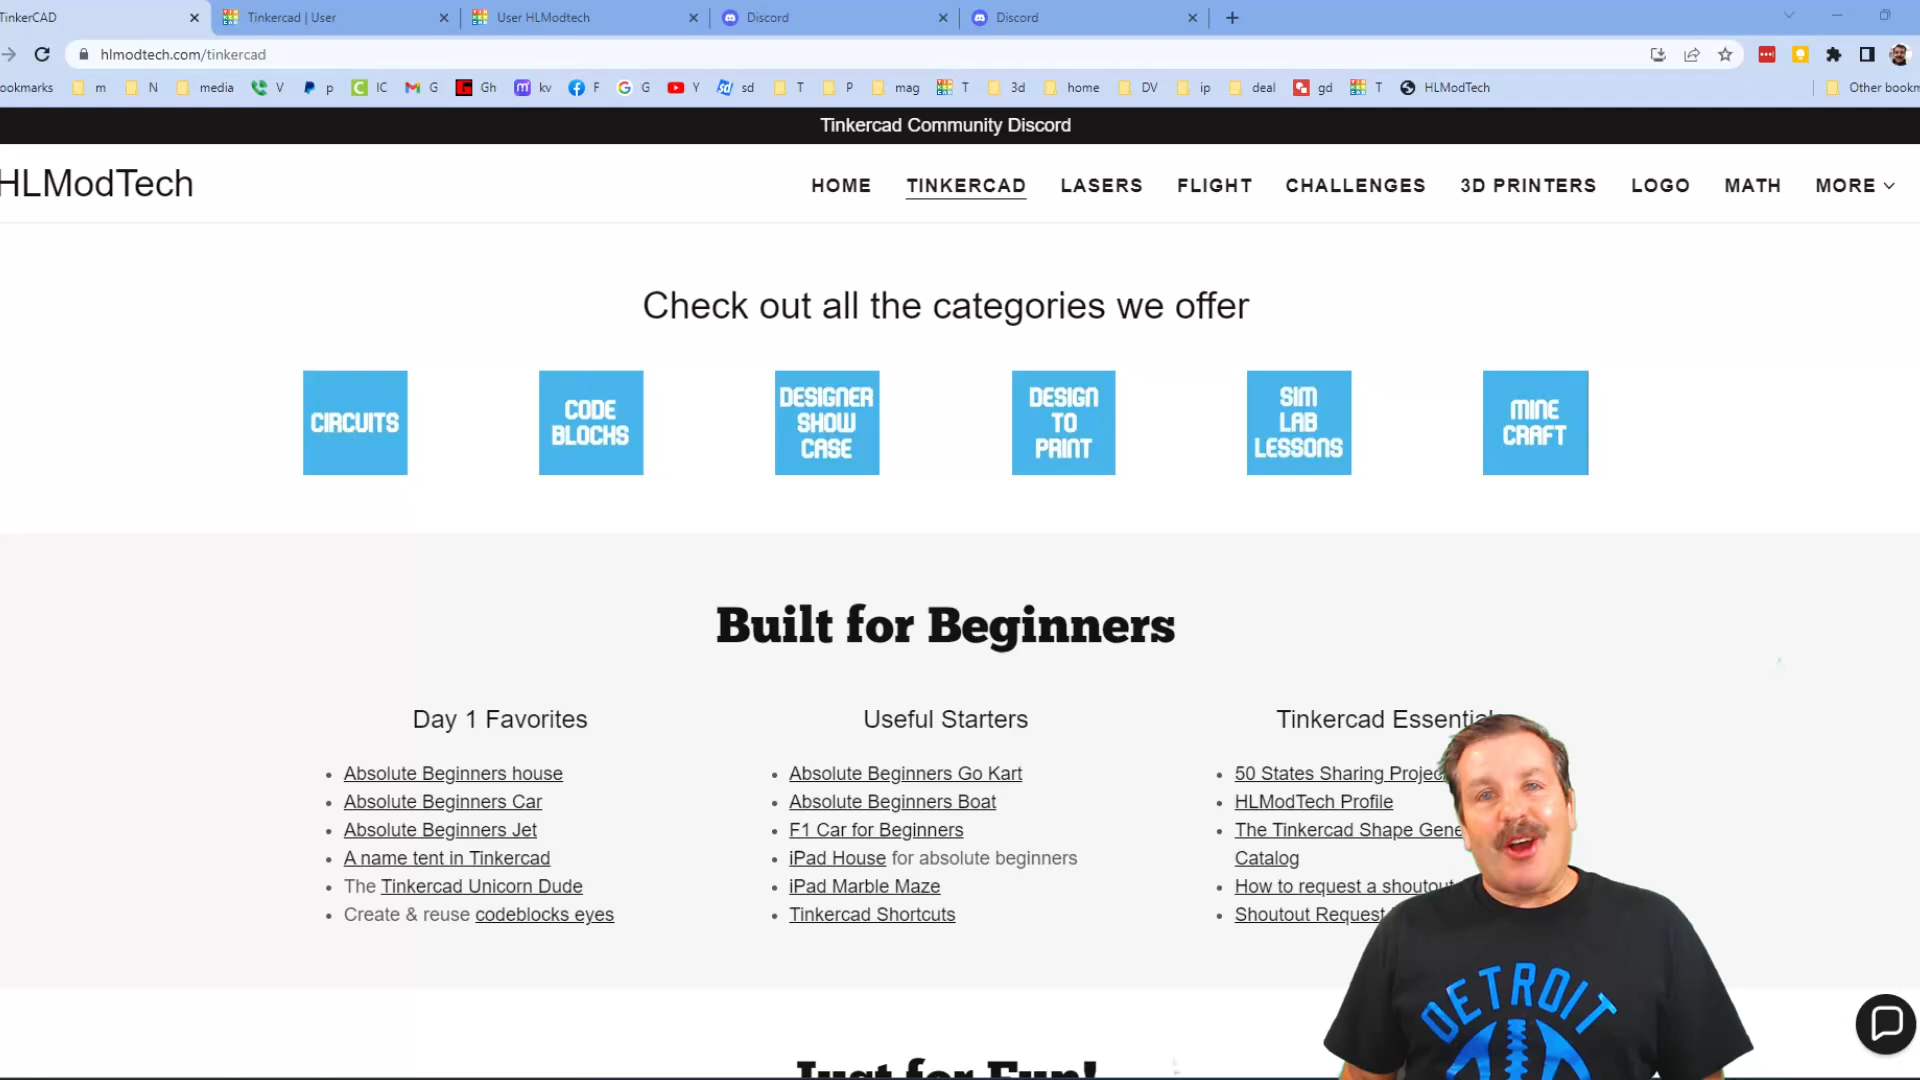 TinkerCAD
Tinkercad | User
User HLModtech
Discord
Discord
hlmodtech.com/tinkercad
ookmarks m N media V p IC G Gh kv F G Y sd T P mag T 3d home DV ip deal gd T HLModTech Other bookm
Tinkercad Community Discord
HLModTech
HOME TINKERCAD LASERS FLIGHT CHALLENGES 3D PRINTERS LOGO MATH MORE
Check out all the categories we offer
CIRCUITS
CODE
BLOCKS
DESIGNER
SHOW
CASE
DESIGN
TO
PRINT
SIM
LAB
LESSONS
MINE
CRAFT
Built for Beginners
Day 1 Favorites
• Absolute Beginners house
• Absolute Beginners Car
• Absolute Beginners Jet
• A name tent in Tinkercad
• The Tinkercad Unicorn Dude
• Create & reuse codeblocks eyes
Useful Starters
• Absolute Beginners Go Kart
• Absolute Beginners Boat
• F1 Car for Beginners
• iPad House for absolute beginners
• iPad Marble Maze
• Tinkercad Shortcuts
Tinkercad Essential
• 50 States Sharing Projec
• HLModTech Profile
• The Tinkercad Shape Gene
Catalog
• How to request a shoutout
• Shoutout Request
DETROIT
Just for Fun!